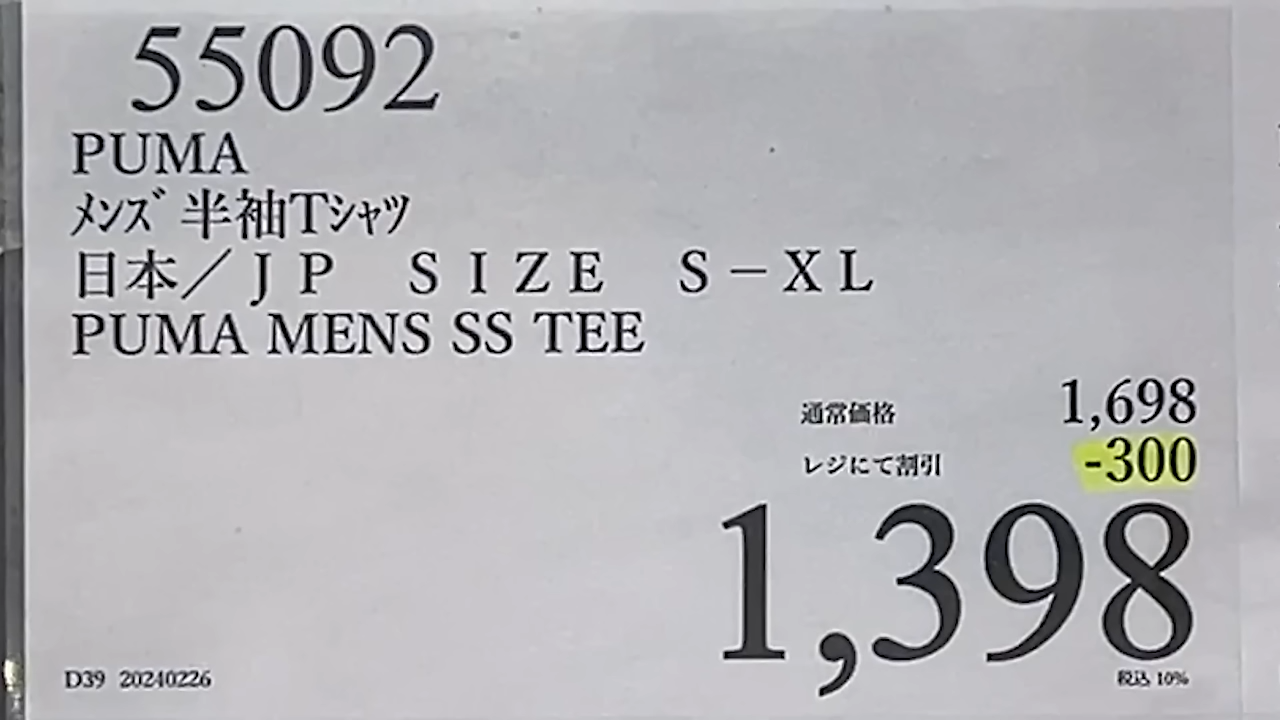 55092
PUMA
ﾒﾝｽﾞ 半袖Tｼｬﾂ
日本／ＪＰ　ＳＩＺＥ　Ｓ－ＸＬ
PUMA MENS SS TEE
通常価格 1,698
レジにて割引 -300
1,398
D39 20240226 税込 10%